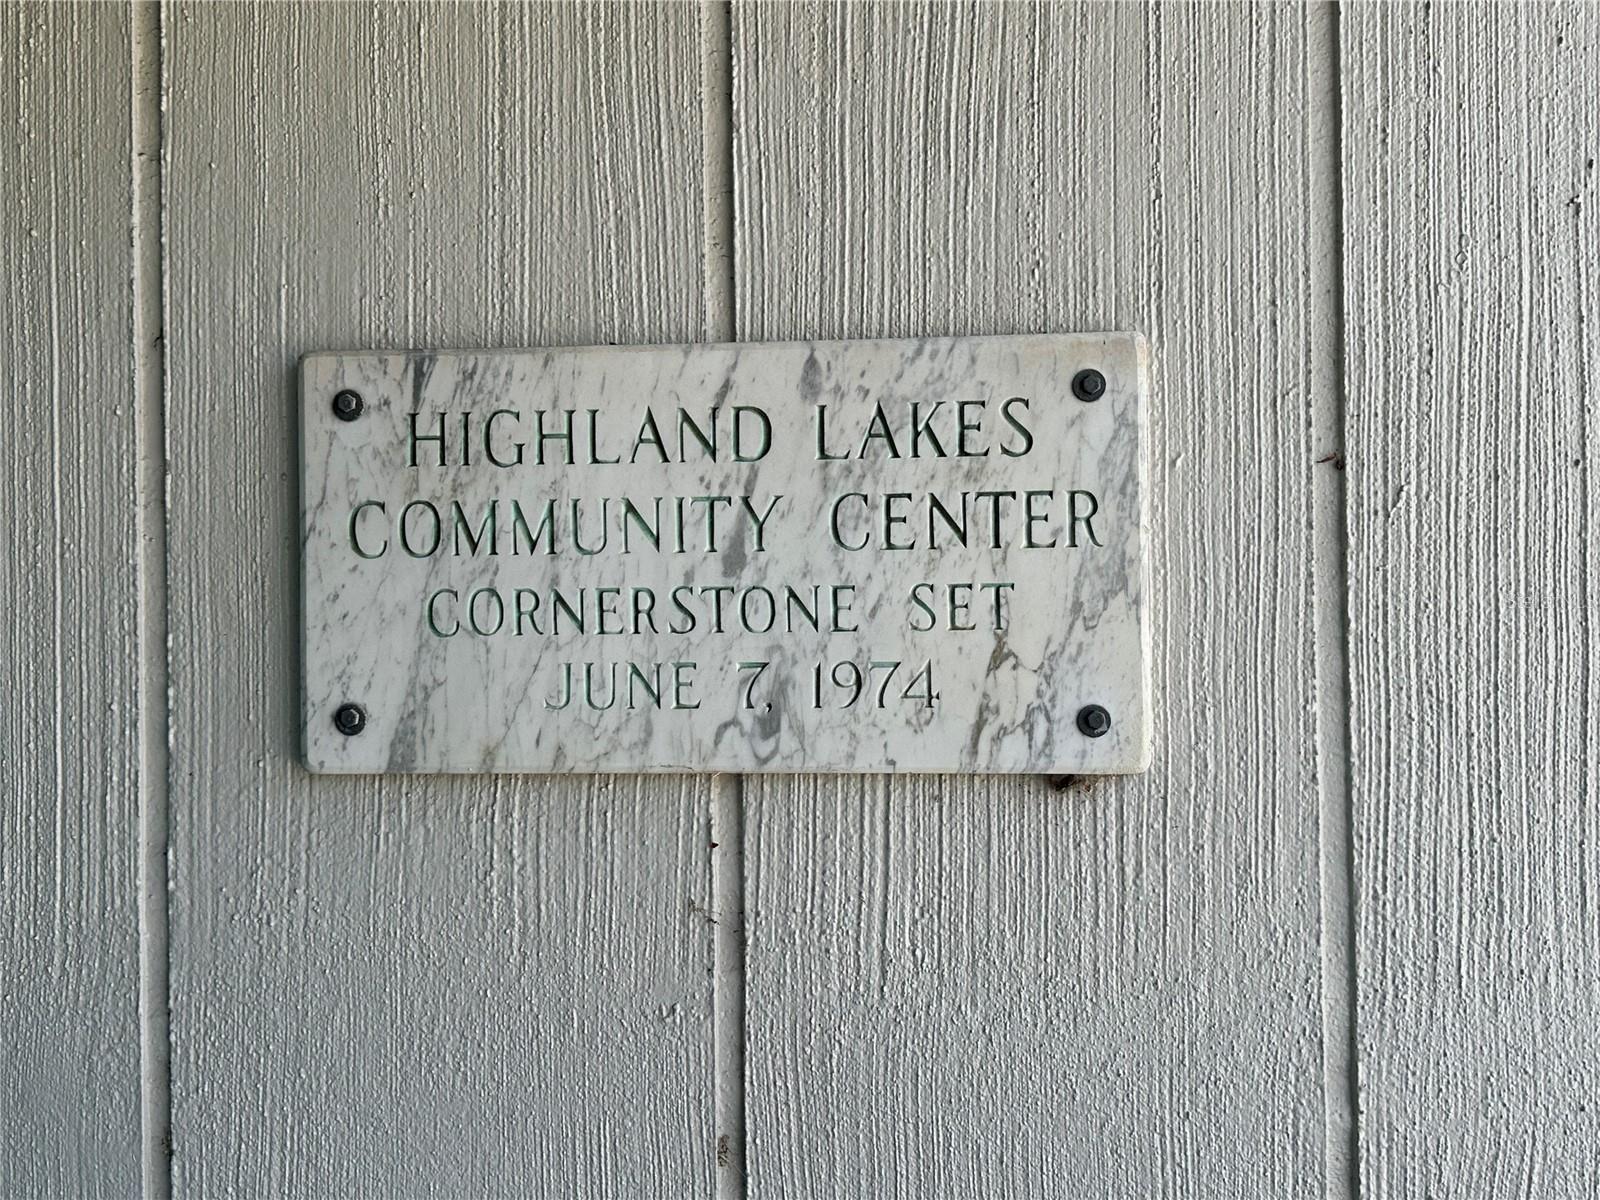 HIGHLAND LAKES
COMMUNITY CENTER
CORNERSTONE SET
JUNE 7, 1974